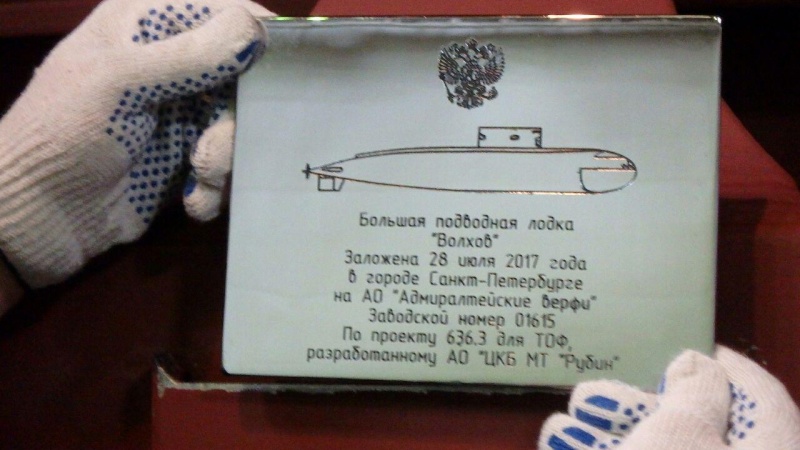 Большая подводная лодка
"Волхов"
Заложена 28 июля 2017 года
в городе Санкт-Петербурге
на АО "Адмиралтейские верфи"
Заводской номер 01615
По проекту 636.3 для ТОФ,
разработанному АО "ЦКБ МТ "Рубин"